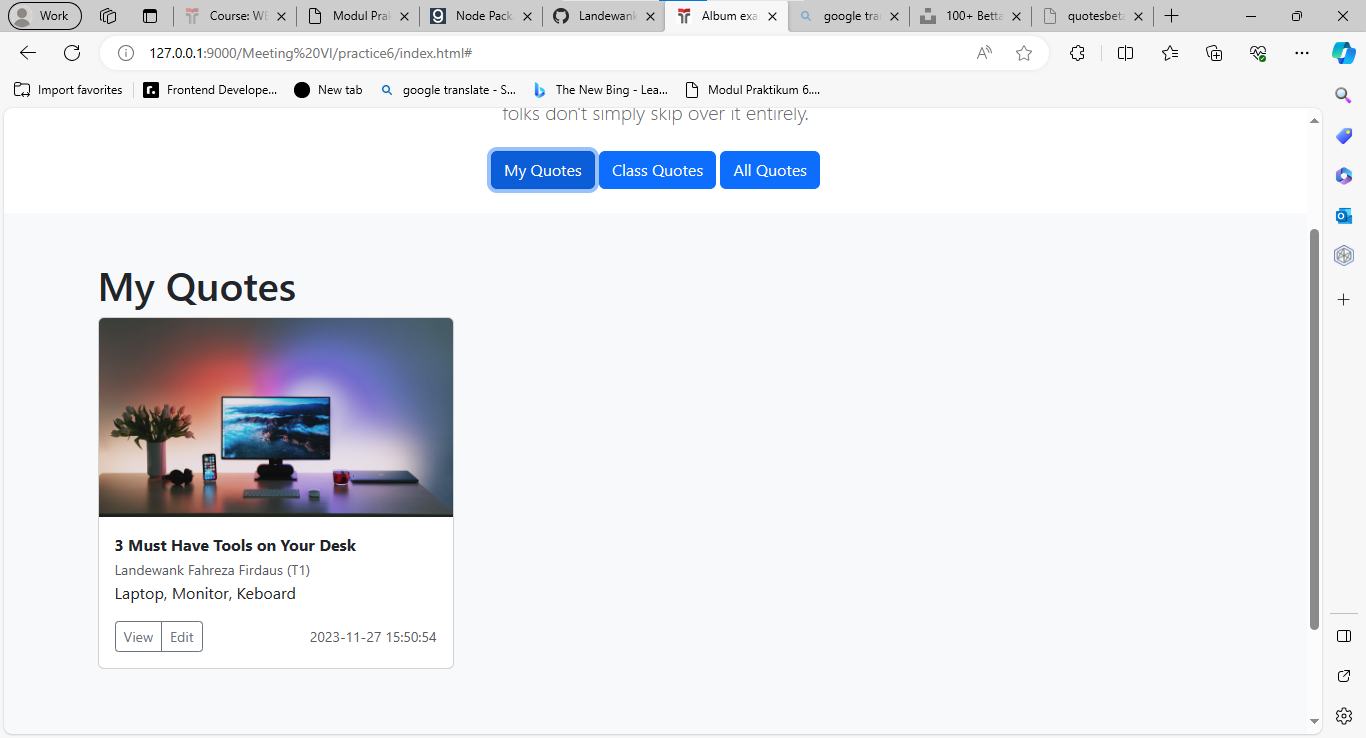 Work
Course: WE
Modul Prak
Node Pack
Landewank
Album exa
google tran
100+ Betta
quotesbeta
127.0.0.1:9000/Meeting%20VI/practice6/index.html#
Import favorites
Frontend Develope...
New tab
google translate - S...
The New Bing - Lea...
Modul Praktikum 6....
folks don't simply skip over it entirely.
My Quotes
Class Quotes
All Quotes
My Quotes
3 Must Have Tools on Your Desk
Landewank Fahreza Firdaus (T1)
Laptop, Monitor, Keboard
View
Edit
2023-11-27 15:50:54